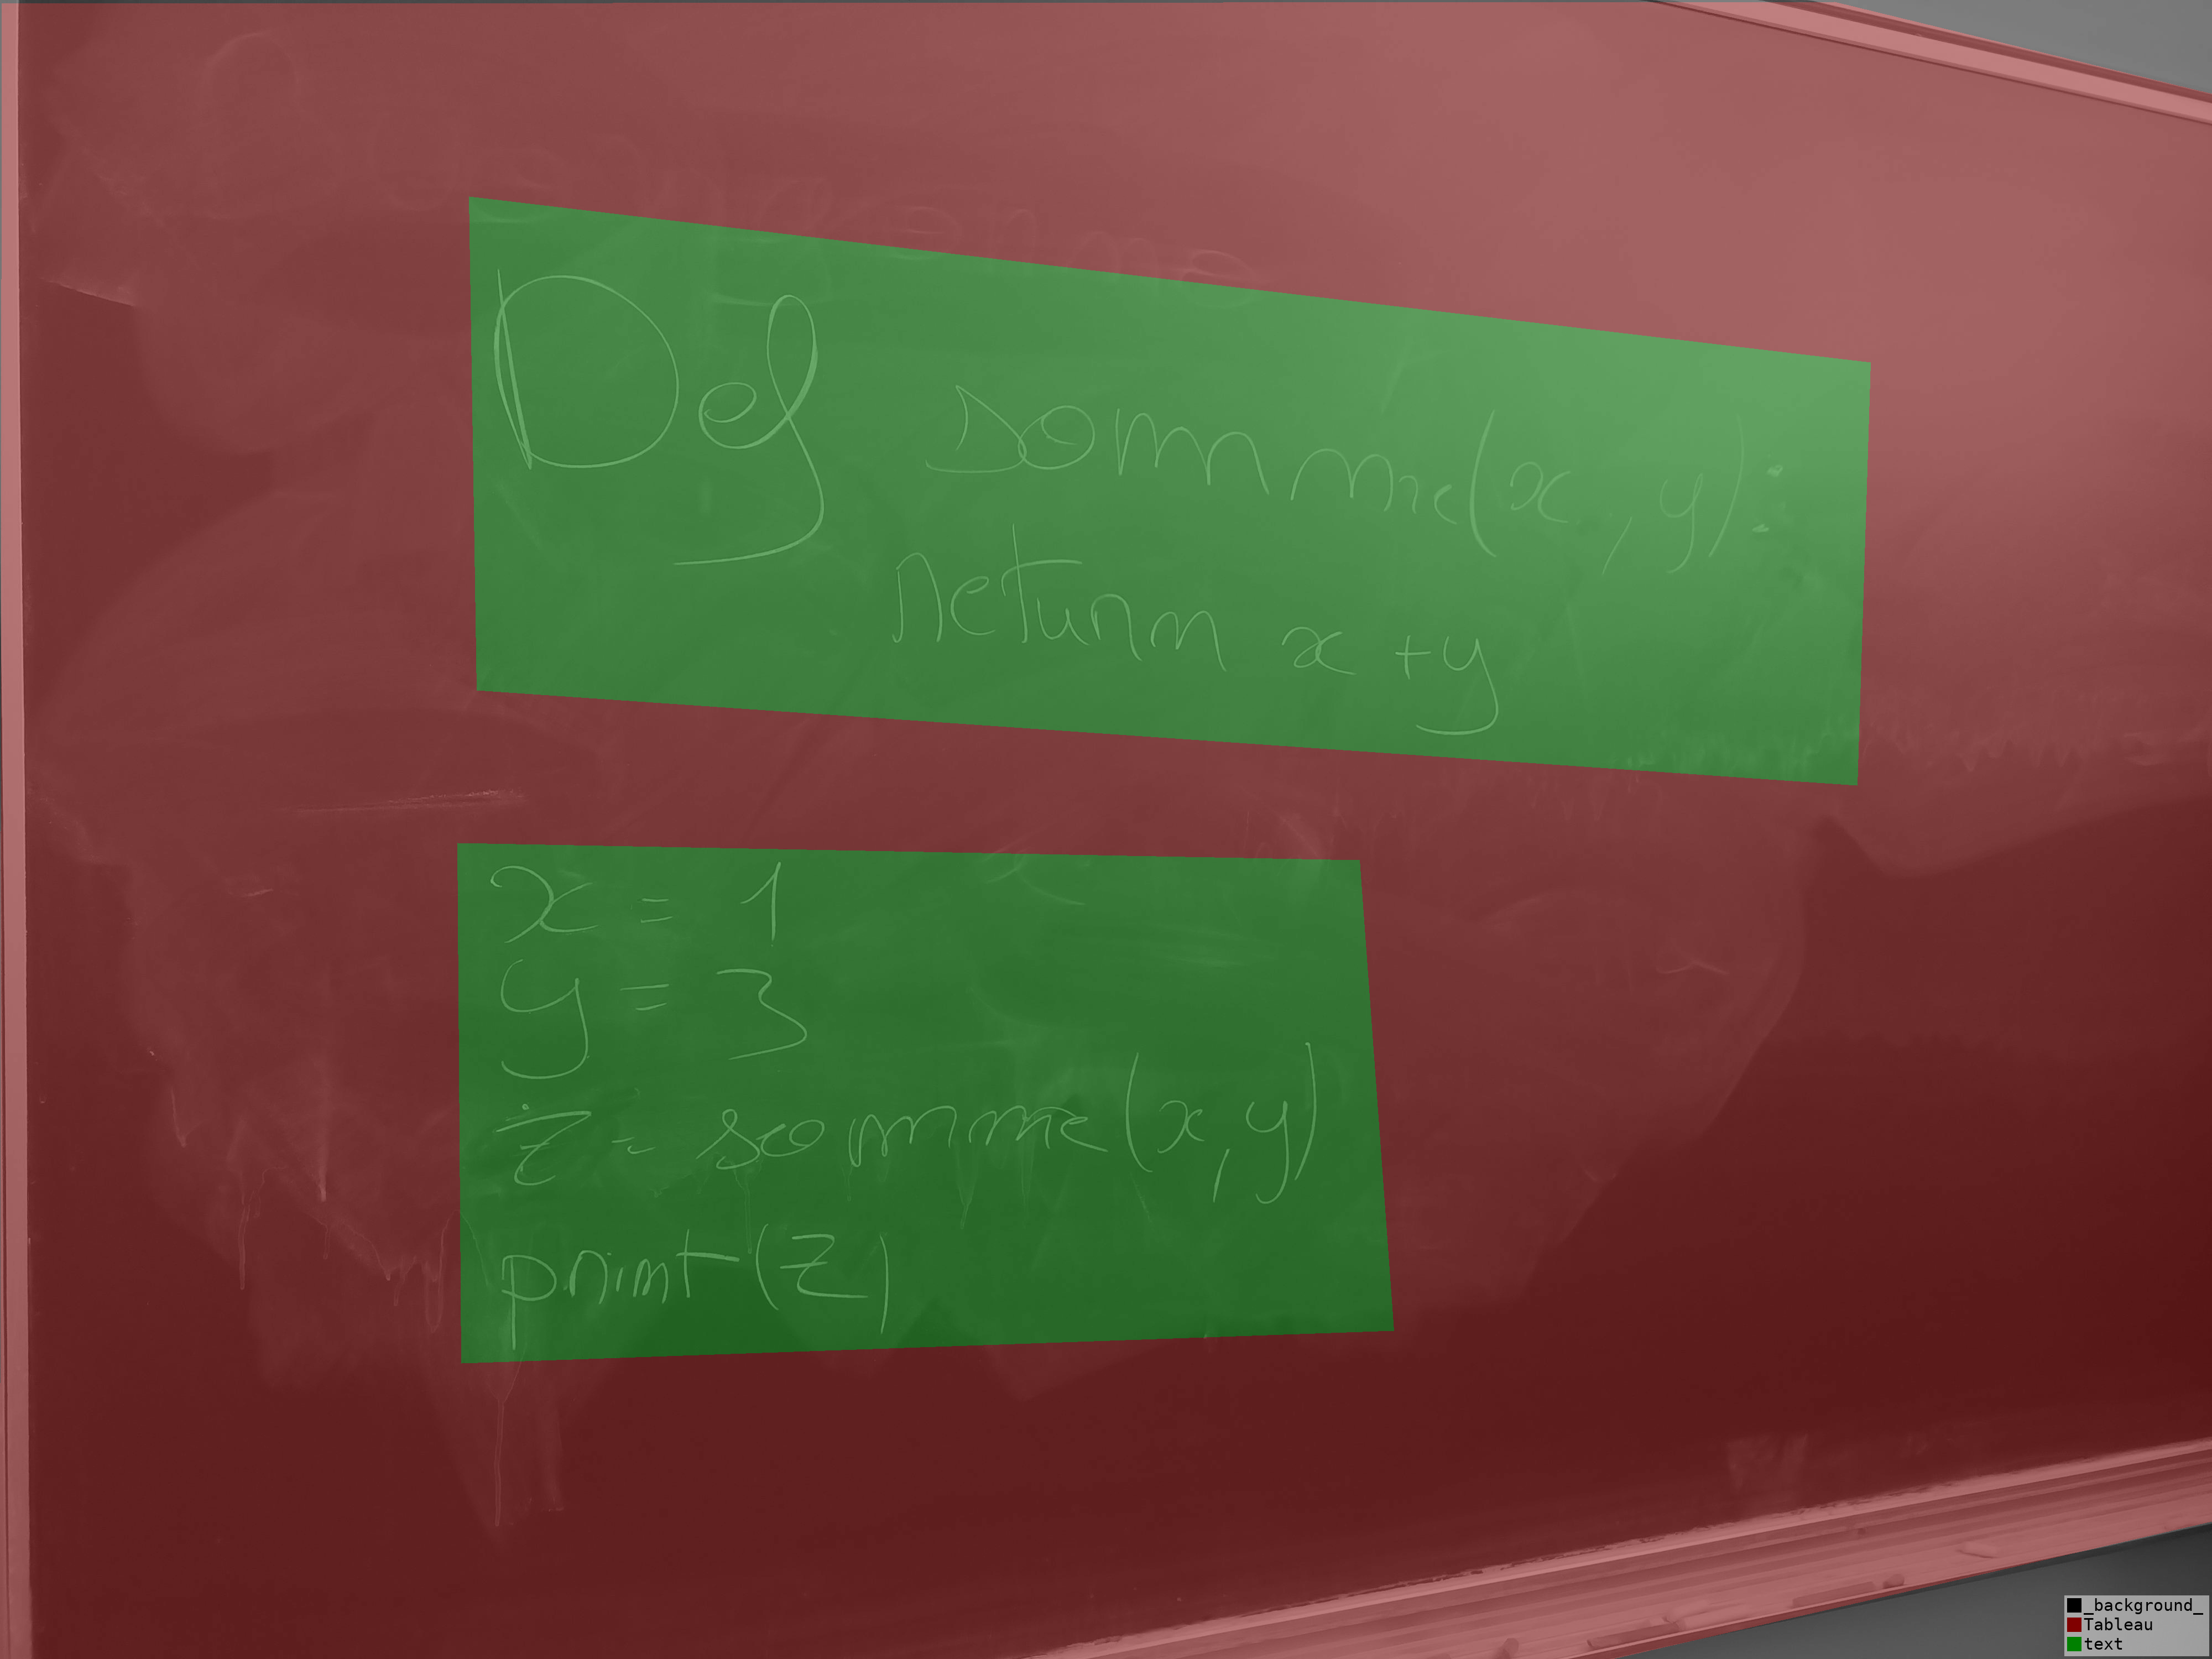 Def somme(x, y):
return x + y
x = 1
y = 3
z = somme(x, y)
print(z)
_background_
Tableau
text